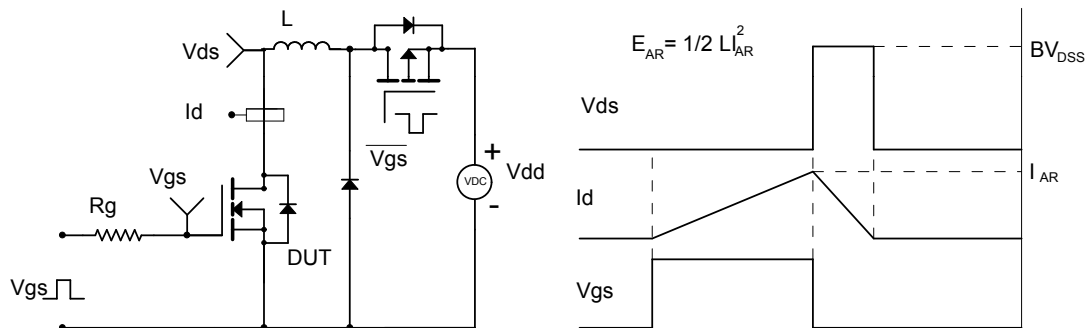 L
Vds
Id
Vgs
Vgs
Rg
DUT
Vgs
+
VDC
Vdd
-
E_AR = 1/2 LI_AR^2
BV_DSS
Vds
I_AR
Id
Vgs